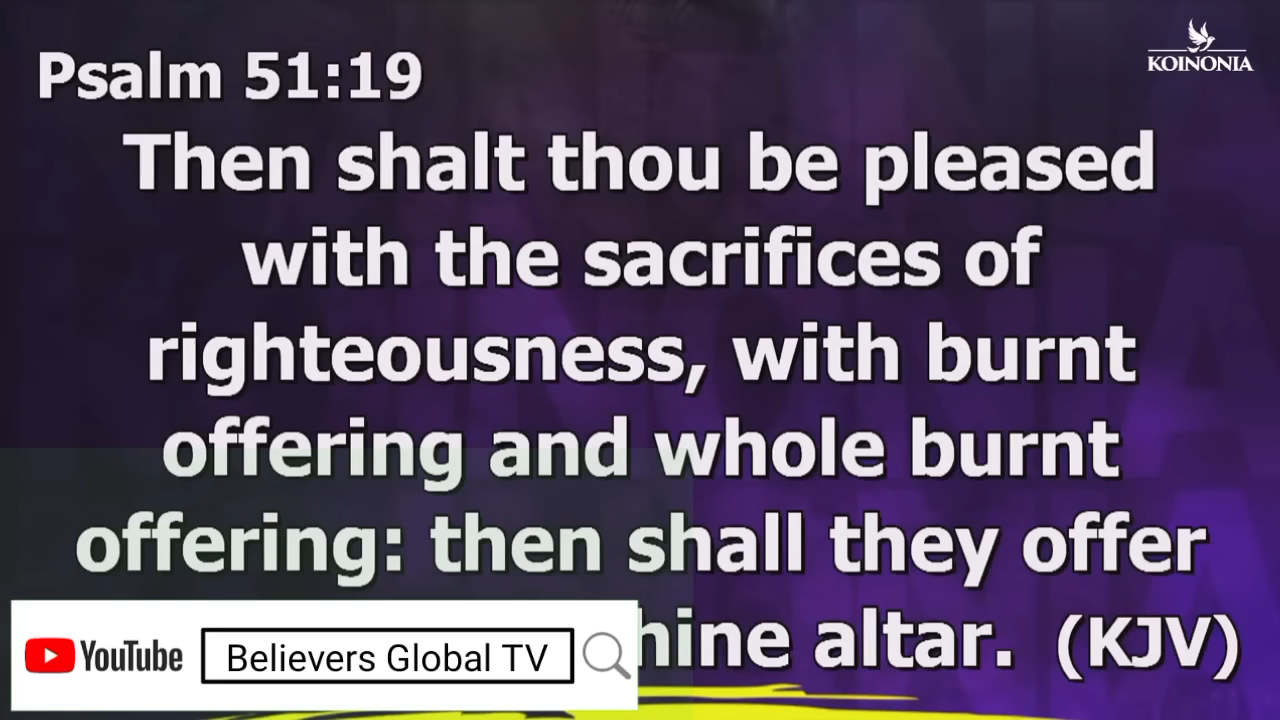 KOINONIA
Psalm 51:19
Then shalt thou be pleased
with the sacrifices of
righteousness, with burnt
offering and whole burnt
offering: then shall they offer
hine altar. (KJV)
YouTube
Believers Global TV